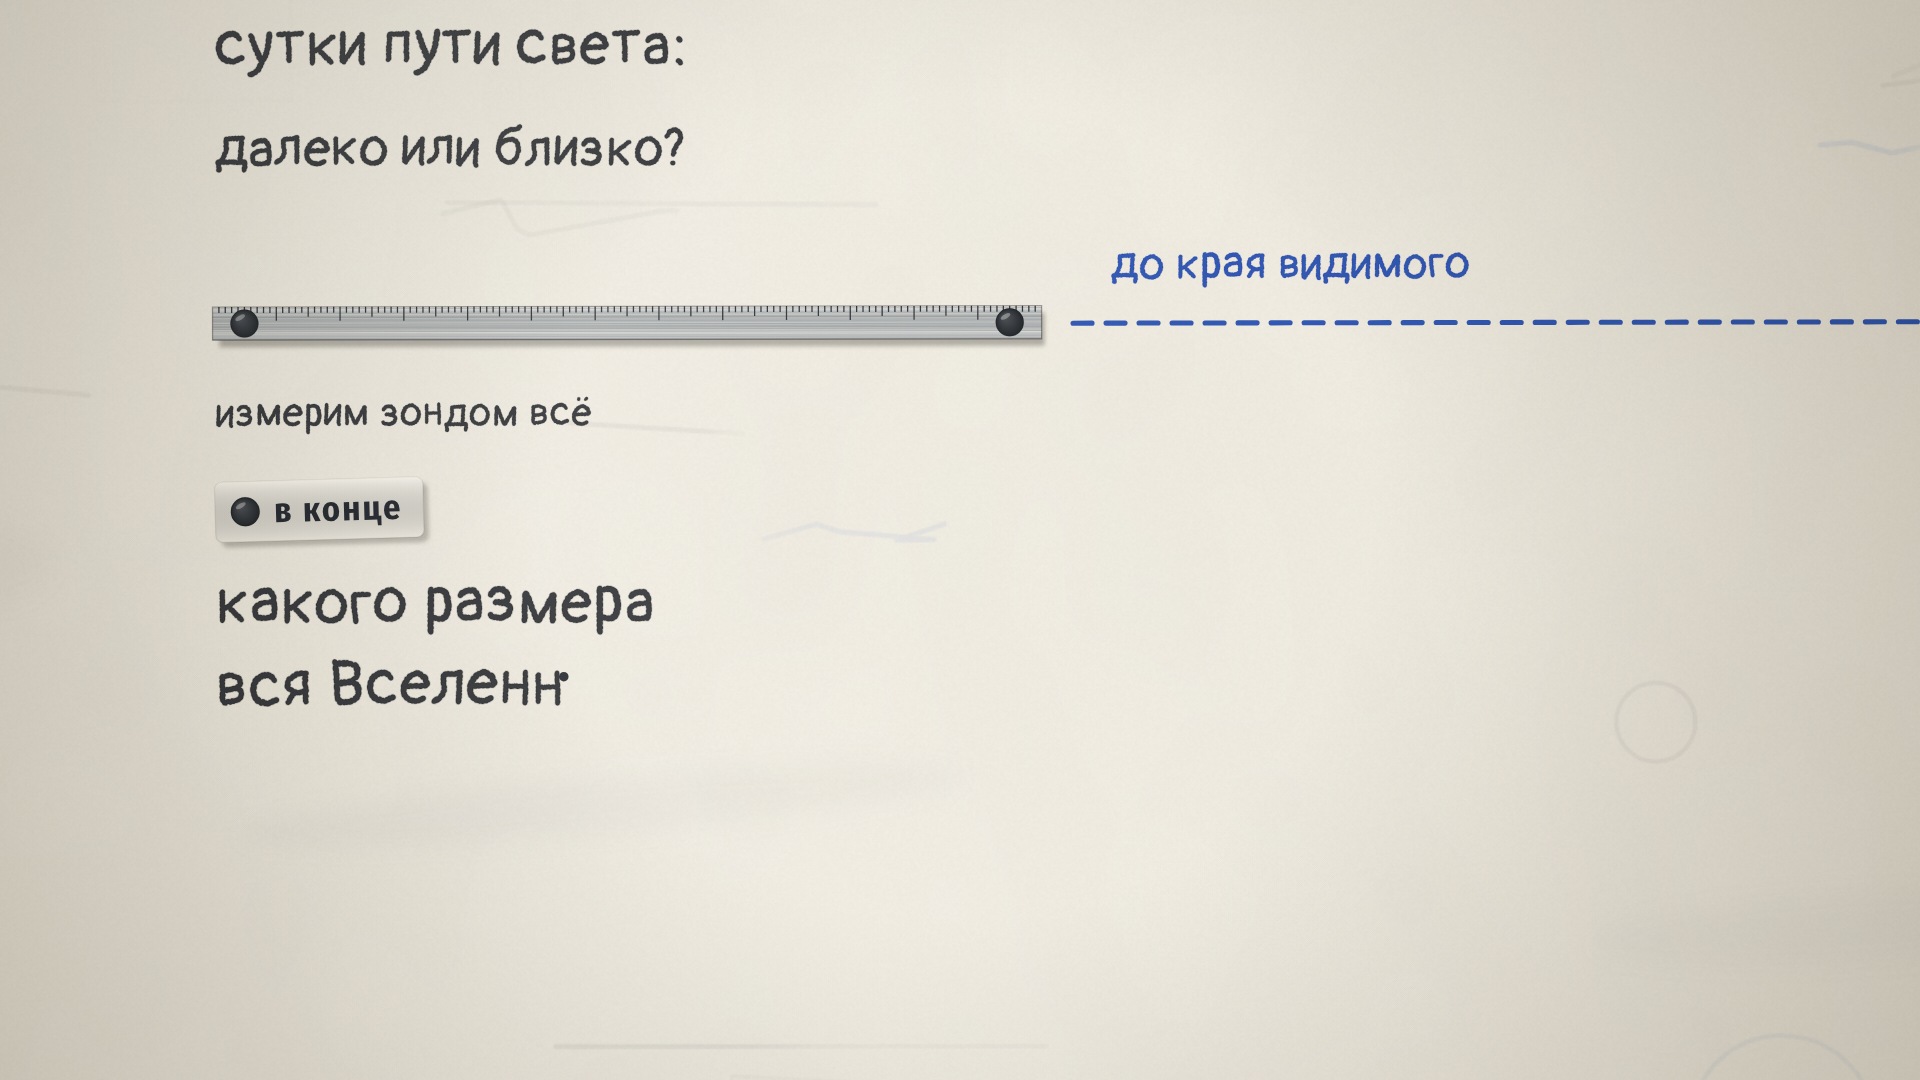 сутки пути света:
далеко или близко?
до края видимого
измерим зондом всё
в конце
какого размера
вся Вселенн